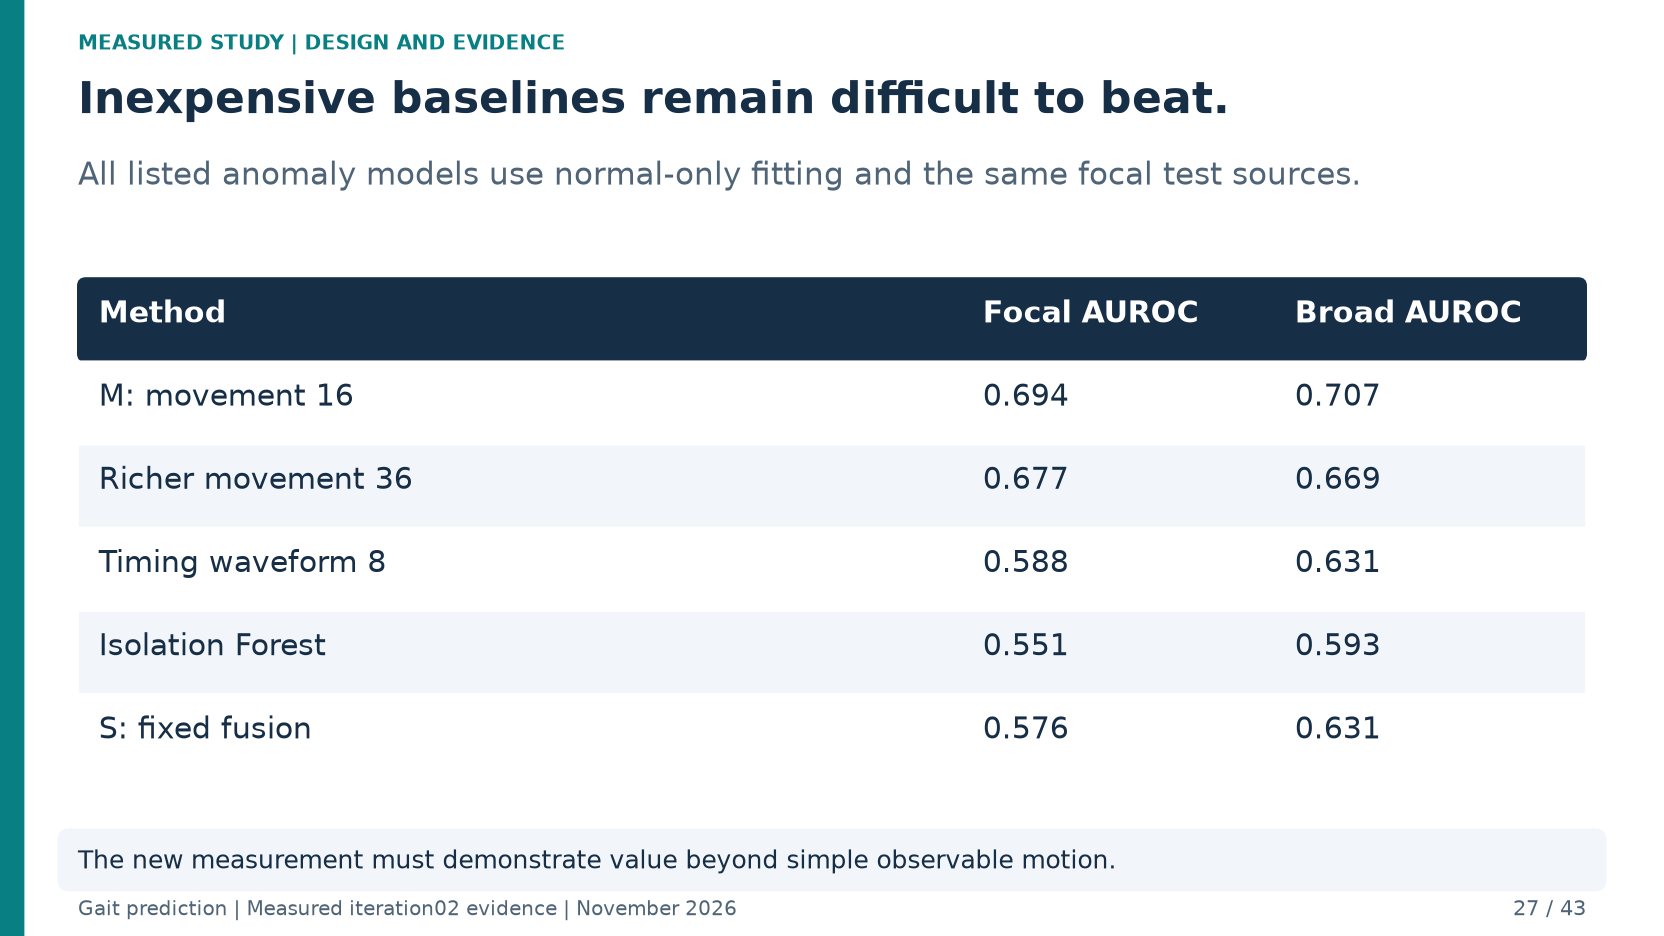 MEASURED STUDY | DESIGN AND EVIDENCE
Inexpensive baselines remain difficult to beat.
All listed anomaly models use normal-only fitting and the same focal test sources.
Method Focal AUROC Broad AUROC
M: movement 16 0.694 0.707
Richer movement 36 0.677 0.669
Timing waveform 8 0.588 0.631
Isolation Forest 0.551 0.593
S: fixed fusion 0.576 0.631
The new measurement must demonstrate value beyond simple observable motion.
Gait prediction | Measured iteration02 evidence | November 2026 27 / 43